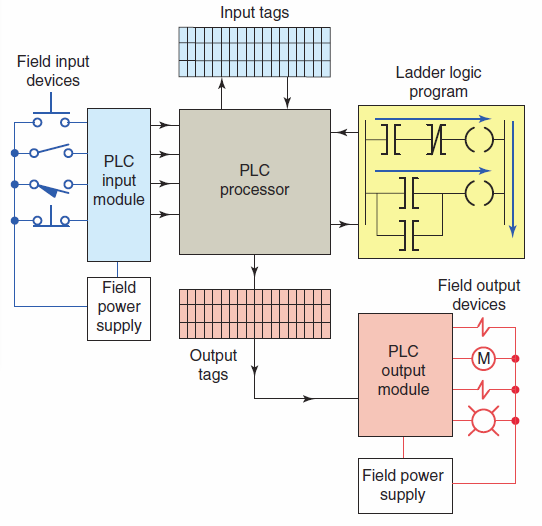 Input tags
Field input
devices
Ladder logic
program
PLC
input
module
PLC
processor
Field
power
supply
Output
tags
Field output
devices
PLC
output
module
M
Field power
supply